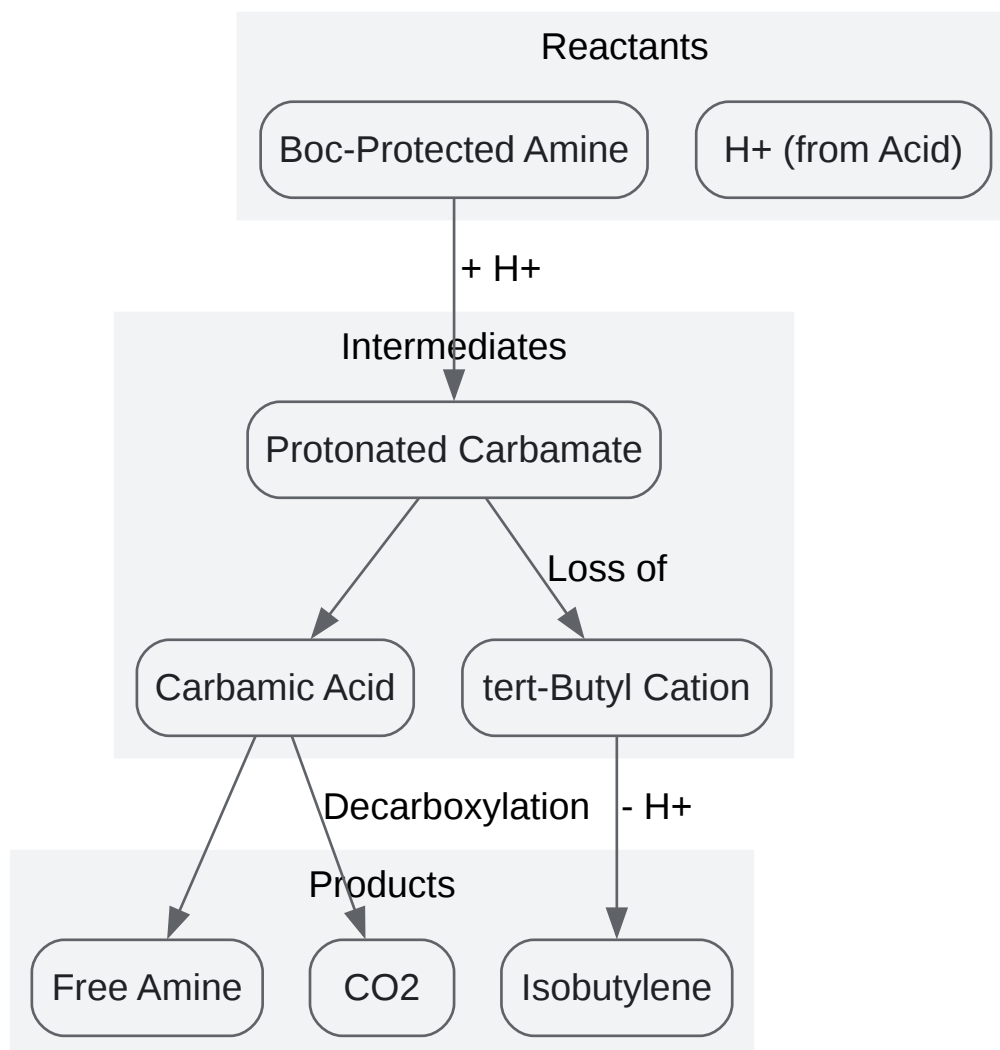 Reactants
Boc-Protected Amine
H+ (from Acid)
+ H+
Intermediates
Protonated Carbamate
Loss of
Carbamic Acid
tert-Butyl Cation
Decarboxylation
- H+
Products
Free Amine
CO2
Isobutylene